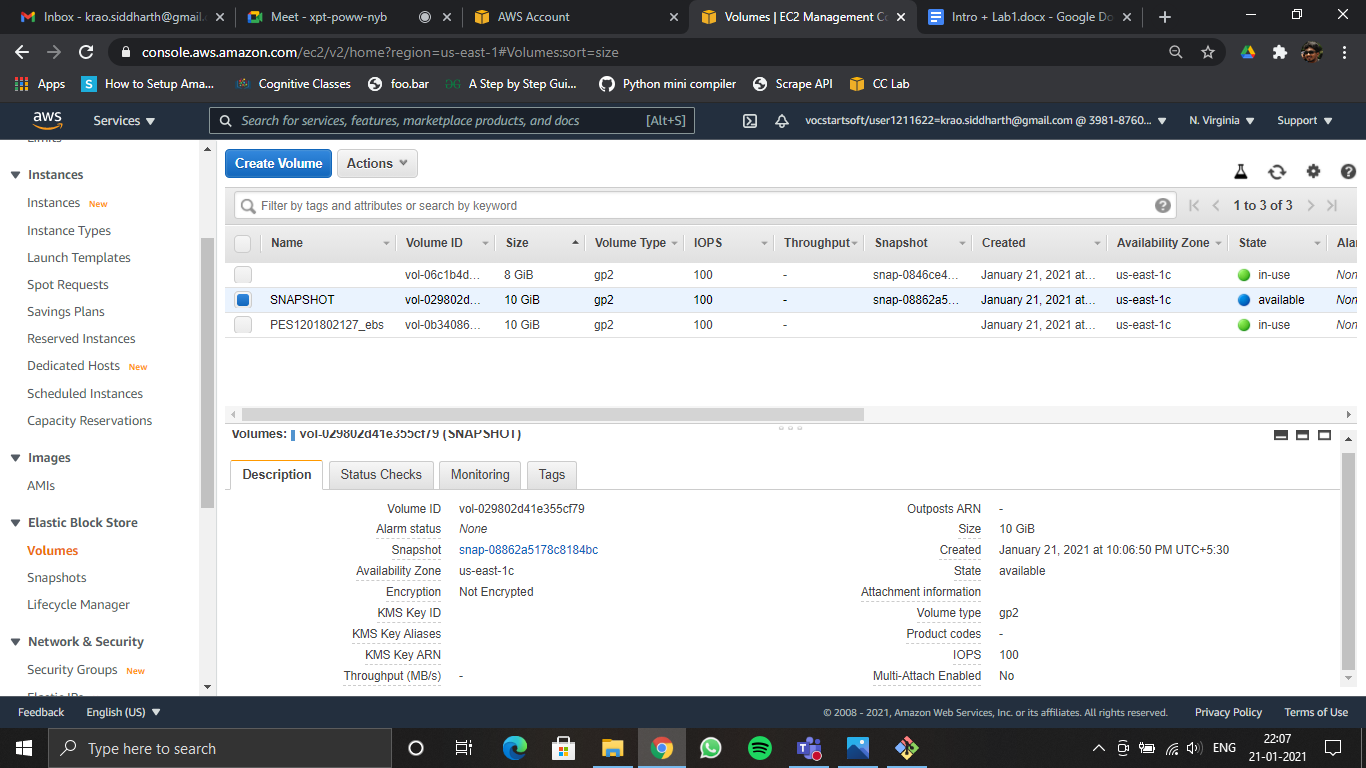 Inbox - krao.siddharth@gmail. Meet - xpt-poww-nyb AWS Account Volumes | EC2 Management Co Intro + Lab1.docx - Google Do
console.aws.amazon.com/ec2/v2/home?region=us-east-1#Volumes:sort=size
Apps S How to Setup Ama... Cognitive Classes foo.bar A Step by Step Gui... Python mini compiler Scrape API CC Lab
aws Services Search for services, features, marketplace products, and docs [Alt+S] vocstartsoft/user1211622=krao.siddharth@gmail.com @ 3981-8760... N. Virginia Support
Limits
Create Volume Actions
Instances
Instances New
Instance Types
Launch Templates
Spot Requests
Savings Plans
Reserved Instances
Dedicated Hosts New
Scheduled Instances
Capacity Reservations
Images
AMIs
Elastic Block Store
Volumes
Snapshots
Lifecycle Manager
Network & Security
Security Groups New
Elastic IPs
Filter by tags and attributes or search by keyword 1 to 3 of 3
Name Volume ID Size Volume Type IOPS Throughput Snapshot Created Availability Zone State Alar
vol-06c1b4d... 8 GiB gp2 100 - snap-0846ce4... January 21, 2021 at... us-east-1c in-use Non
SNAPSHOT vol-029802d... 10 GiB gp2 100 - snap-08862a5... January 21, 2021 at... us-east-1c available Non
PES1201802127_ebs vol-0b34086... 10 GiB gp2 100 - January 21, 2021 at... us-east-1c in-use Non
Volumes: vol-029802d41e355cf79 (SNAPSHOT)
Description Status Checks Monitoring Tags
Volume ID vol-029802d41e355cf79 Outposts ARN -
Alarm status None Size 10 GiB
Snapshot snap-08862a5178c8184bc Created January 21, 2021 at 10:06:50 PM UTC+5:30
Availability Zone us-east-1c State available
Encryption Not Encrypted Attachment information
KMS Key ID Volume type gp2
KMS Key Aliases Product codes -
KMS Key ARN IOPS 100
Throughput (MB/s) - Multi-Attach Enabled No
Feedback English (US) © 2008 - 2021, Amazon Web Services, Inc. or its affiliates. All rights reserved. Privacy Policy Terms of Use
Type here to search ENG 22:07
21-01-2021